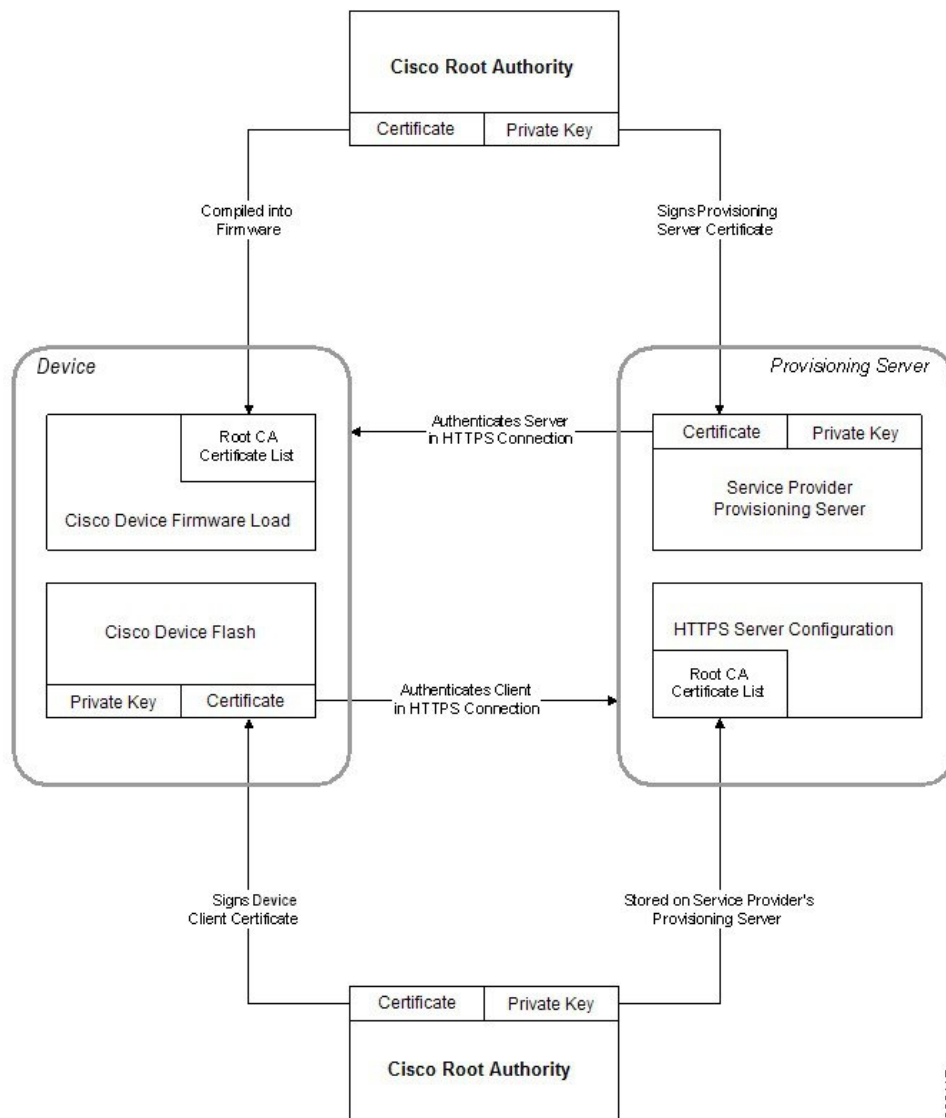 Cisco Root Authority
Certificate
Private Key
Compiled into
Firmware
Signs Provisioning
Server Certificate
Device
Provisioning Server
Root CA
Certificate List
Cisco Device Firmware Load
Authenticates Server
in HTTPS Connection
Certificate
Private Key
Service Provider
Provisioning Server
Cisco Device Flash
Private Key
Certificate
Authenticates Client
in HTTPS Connection
HTTPS Server Configuration
Root CA
Certificate List
Signs Device
Client Certificate
Stored on Service Provider's
Provisioning Server
Certificate
Private Key
Cisco Root Authority